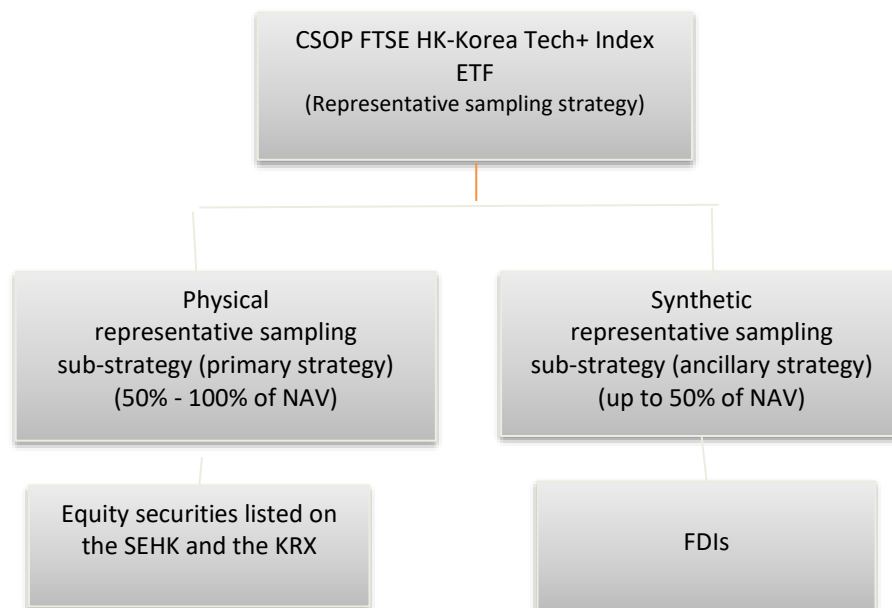 CSOP FTSE HK-Korea Tech+ Index
ETF
(Representative sampling strategy)
Physical
representative sampling
sub-strategy (primary strategy)
(50% - 100% of NAV)
Synthetic
representative sampling
sub-strategy (ancillary strategy)
(up to 50% of NAV)
Equity securities listed on
the SEHK and the KRX
FDIs